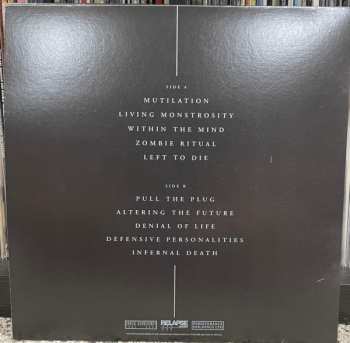 SIDE A
MUTILATION
LIVING MONSTROSITY
WITHIN THE MIND
ZOMBIE RITUAL
LEFT TO DIE
SIDE B
PULL THE PLUG
ALTERING THE FUTURE
DENIAL OF LIFE
DEFENSIVE PERSONALITIES
INFERNAL DEATH
RELAPSE